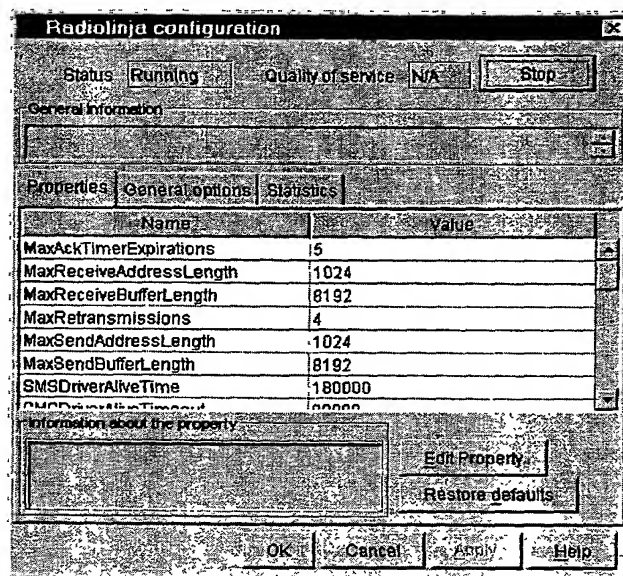 Radiolinja configuration
Status Running Quality of service N/A Stop
General Information
Properties General options Statistics
Name Value
MaxAckTimerExpirations 5
MaxReceiveAddressLength 1024
MaxReceiveBufferLength 8192
MaxRetransmissions 4
MaxSendAddressLength 1024
MaxSendBufferLength 8192
SMSDriverAliveTime 180000
SMSDriverAliveTimeout
Information about the property
Edit Property...
Restore defaults
OK Cancel Apply Help